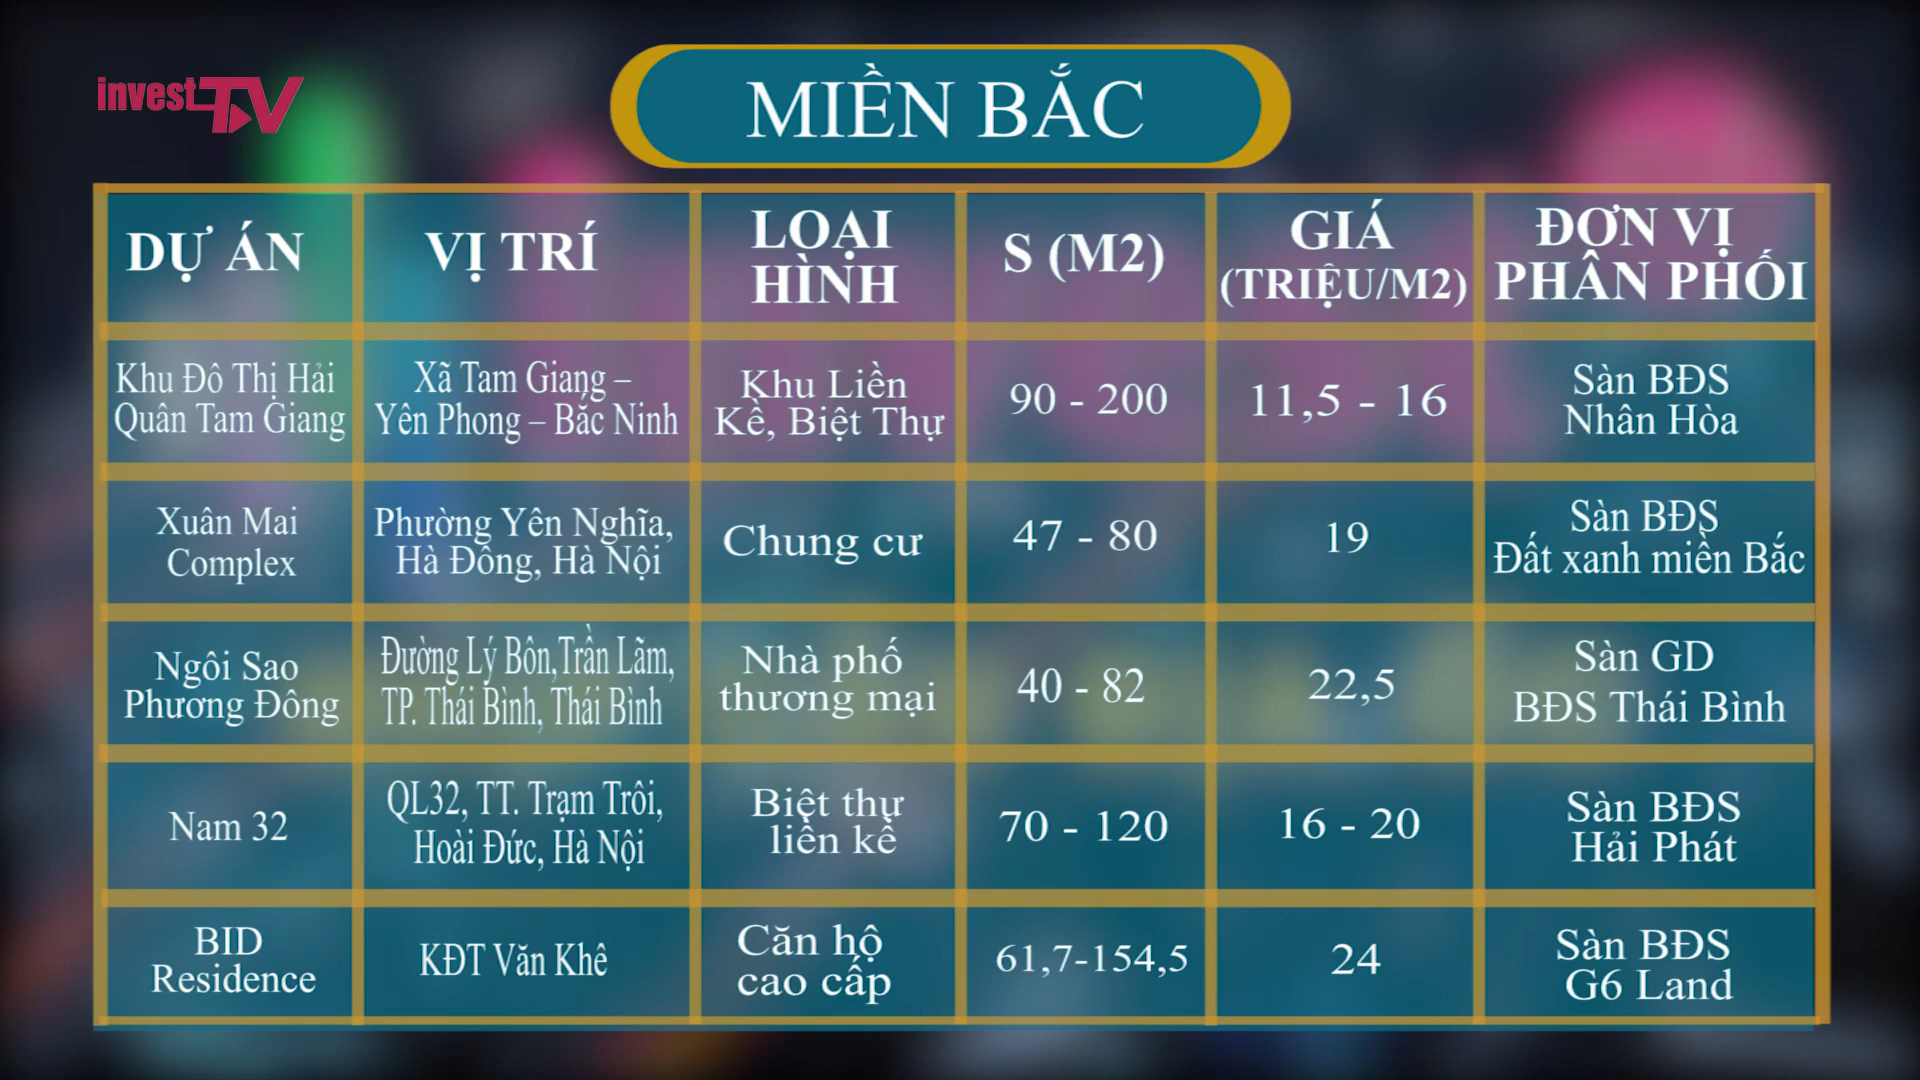 invest TV
MIỀN BẮC
DỰ ÁN
VỊ TRÍ
LOẠI
HÌNH
S (M2)
GIÁ
(TRIỆU/M2)
ĐƠN VỊ
PHÂN PHỐI
Khu Đô Thị Hải
Quân Tam Giang
Xã Tam Giang –
Yên Phong – Bắc Ninh
Khu Liền
Kề, Biệt Thự
90 - 200
11,5 - 16
Sàn BĐS
Nhân Hòa
Xuân Mai
Complex
Phường Yên Nghĩa,
Hà Đông, Hà Nội
Chung cư
47 - 80
19
Sàn BĐS
Đất xanh miền Bắc
Ngôi Sao
Phương Đông
Đường Lý Bôn,Trần Lãm,
TP. Thái Bình, Thái Bình
Nhà phố
thương mại
40 - 82
22,5
Sàn GD
BĐS Thái Bình
Nam 32
QL32, TT. Trạm Trôi,
Hoài Đức, Hà Nội
Biệt thự
liền kề
70 - 120
16 - 20
Sàn BĐS
Hải Phát
BID
Residence
KĐT Văn Khê
Căn hộ
cao cấp
61,7-154,5
24
Sàn BĐS
G6 Land